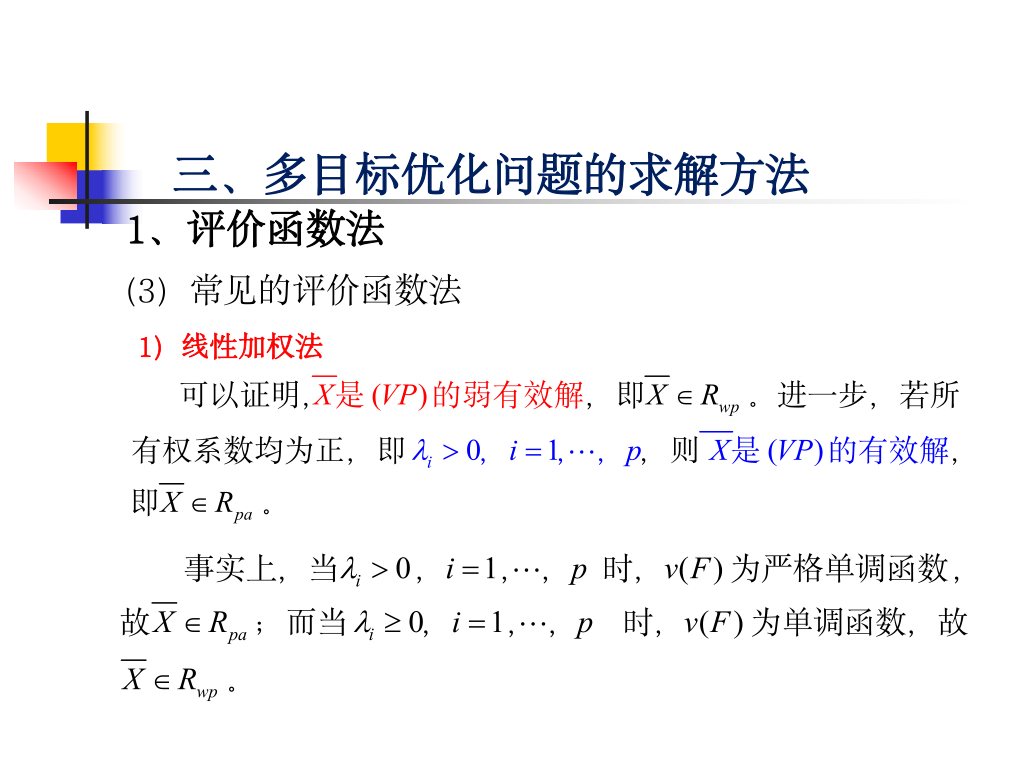 三、多目标优化问题的求解方法
1、评价函数法
(3) 常见的评价函数法
1) 线性加权法
可以证明,X̅是 (VP)的弱有效解, 即X̅ ∈ R_wp 。进一步, 若所
有权系数均为正, 即 λ_i > 0, i = 1,⋯, p, 则 X̅是 (VP)的有效解,
即X̅ ∈ R_pa 。
事实上, 当λ_i > 0 , i = 1,⋯, p 时, v(F) 为严格单调函数,
故X̅ ∈ R_pa ; 而当 λ_i ≥ 0, i = 1,⋯, p 时, v(F) 为单调函数, 故
X̅ ∈ R_wp 。